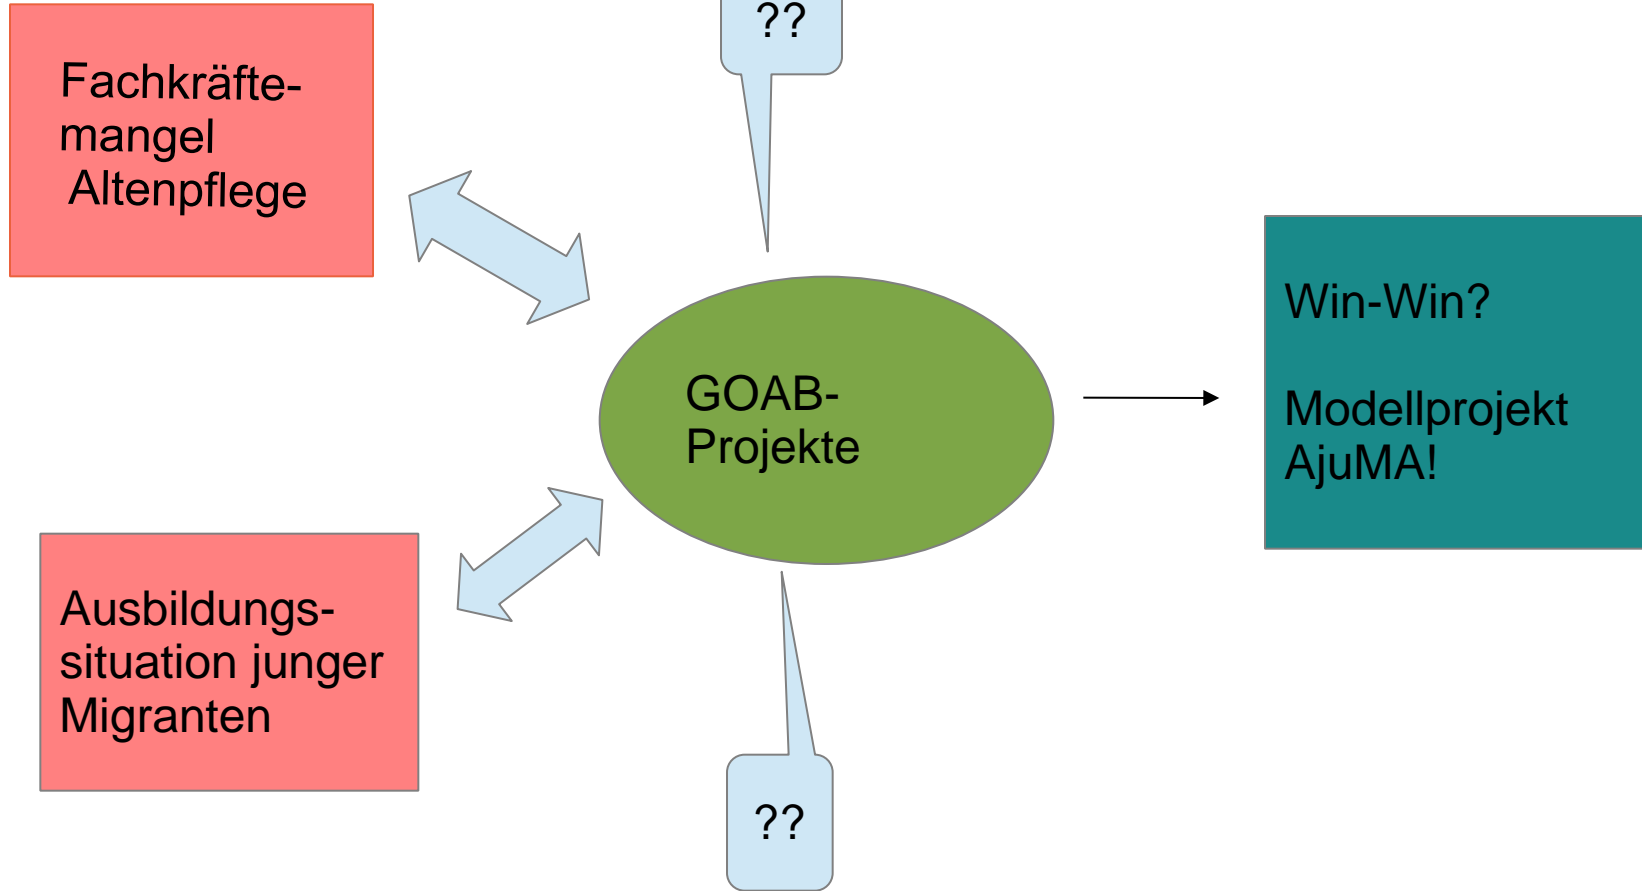 ??
Fachkräfte-
mangel
Altenpflege
Win-Win?
GOAB-
Projekte
Modellprojekt
AjuMA!
Ausbildungs-
situation junger
Migranten
??